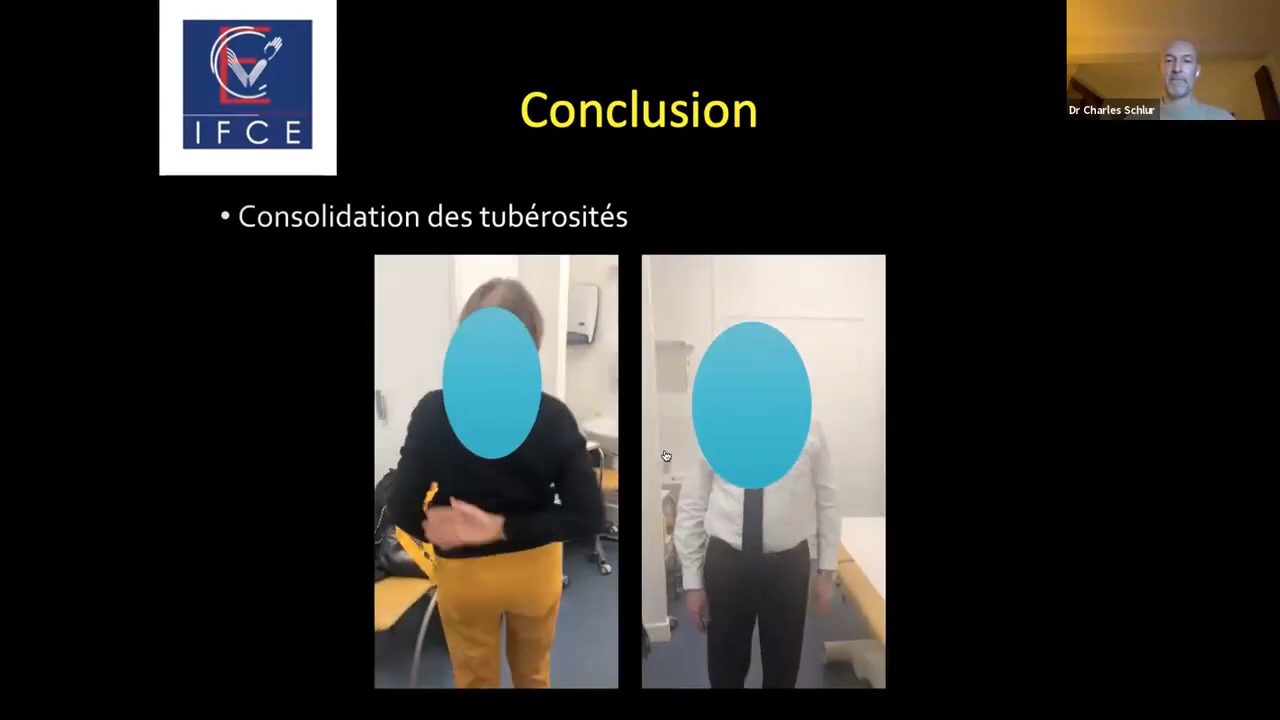 IFCE
Conclusion
Dr Charles Schlur
• Consolidation des tubérosités